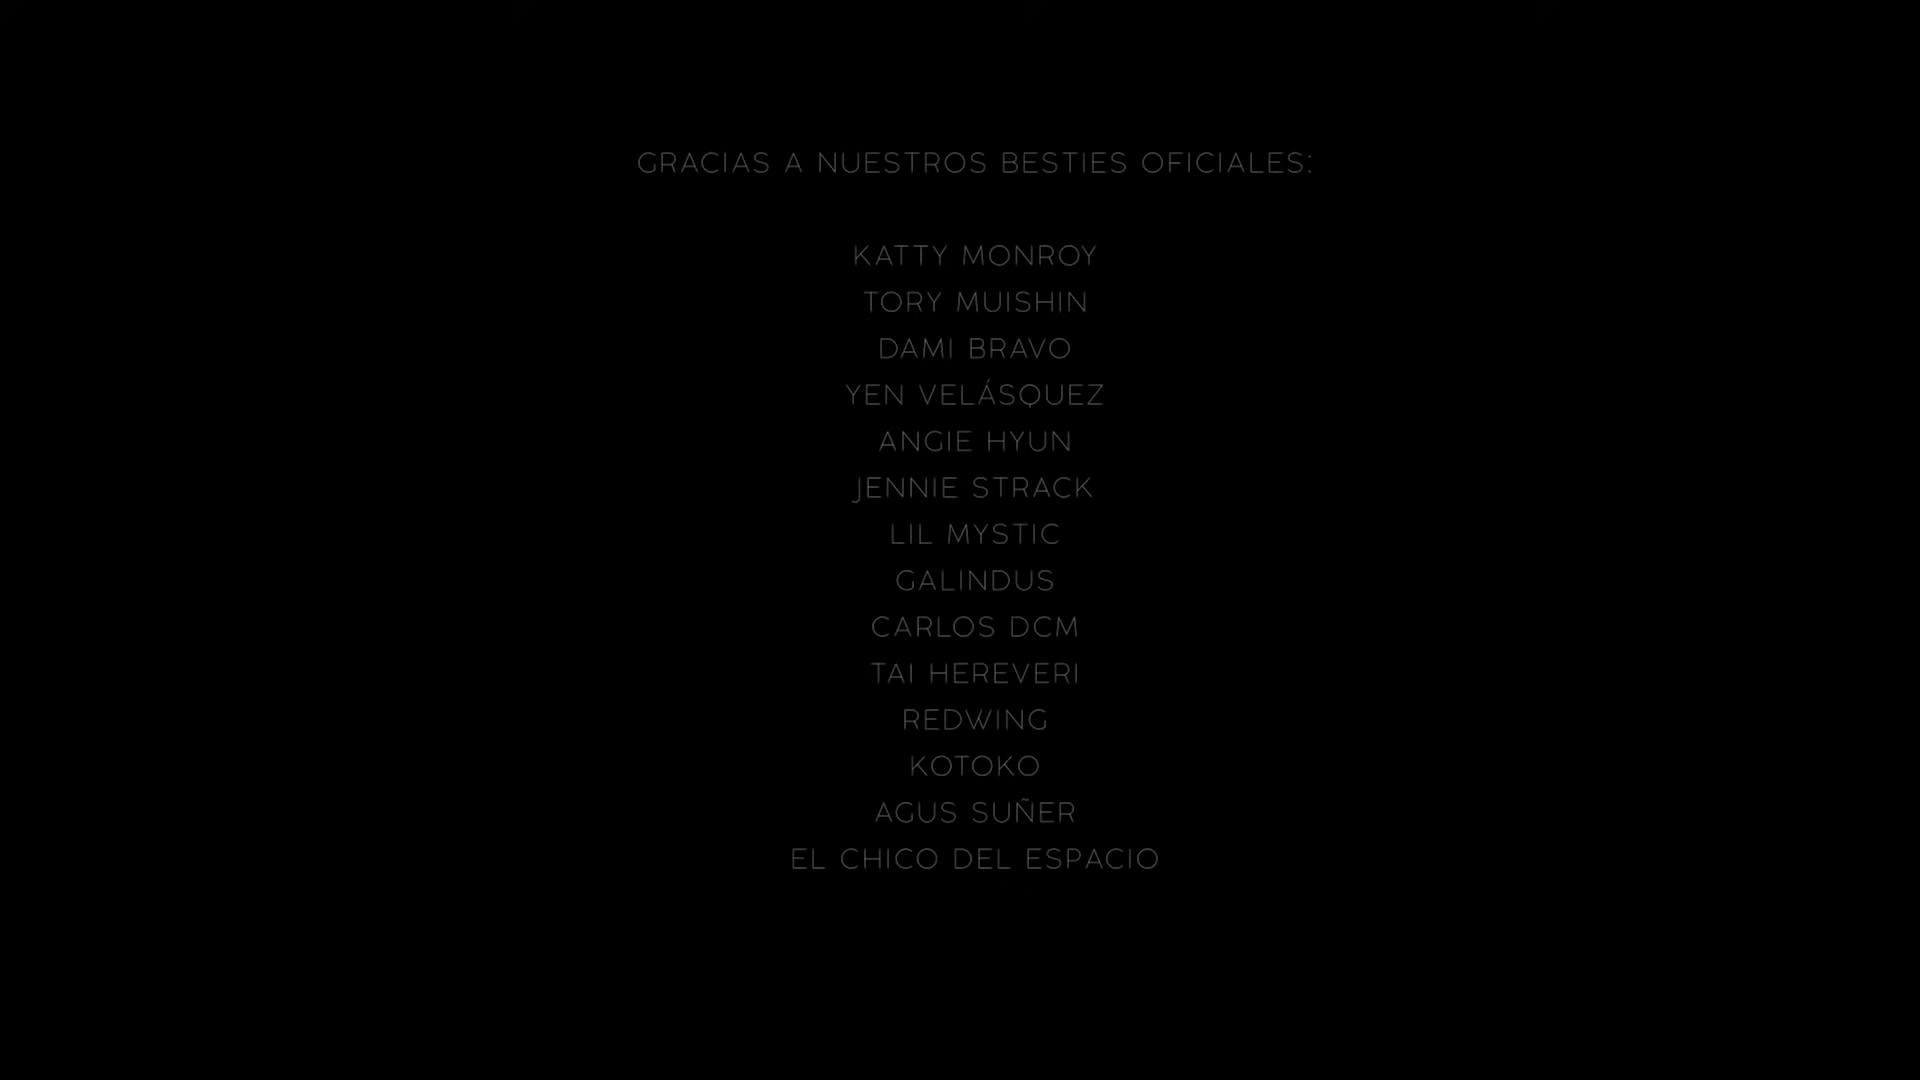 GRACIAS A NUESTROS BESTIES OFICIALES:
KATTY MONROY
TORY MUISHIN
DAMI BRAVO
YEN VELÁSQUEZ
ANGIE HYUN
JENNIE STRACK
LIL MYSTIC
GALINDUS
CARLOS DCM
TAI HEREVERI
REDWING
KOTOKO
AGUS SUÑER
EL CHICO DEL ESPACIO